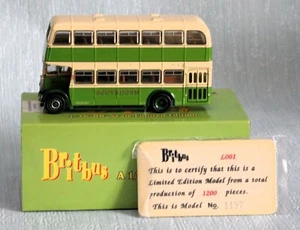 Britbus
Britbus
L001
This is to certify that this is a
Limited Edition Model from a total
production of 1200 pieces.
This is Model No. 1157